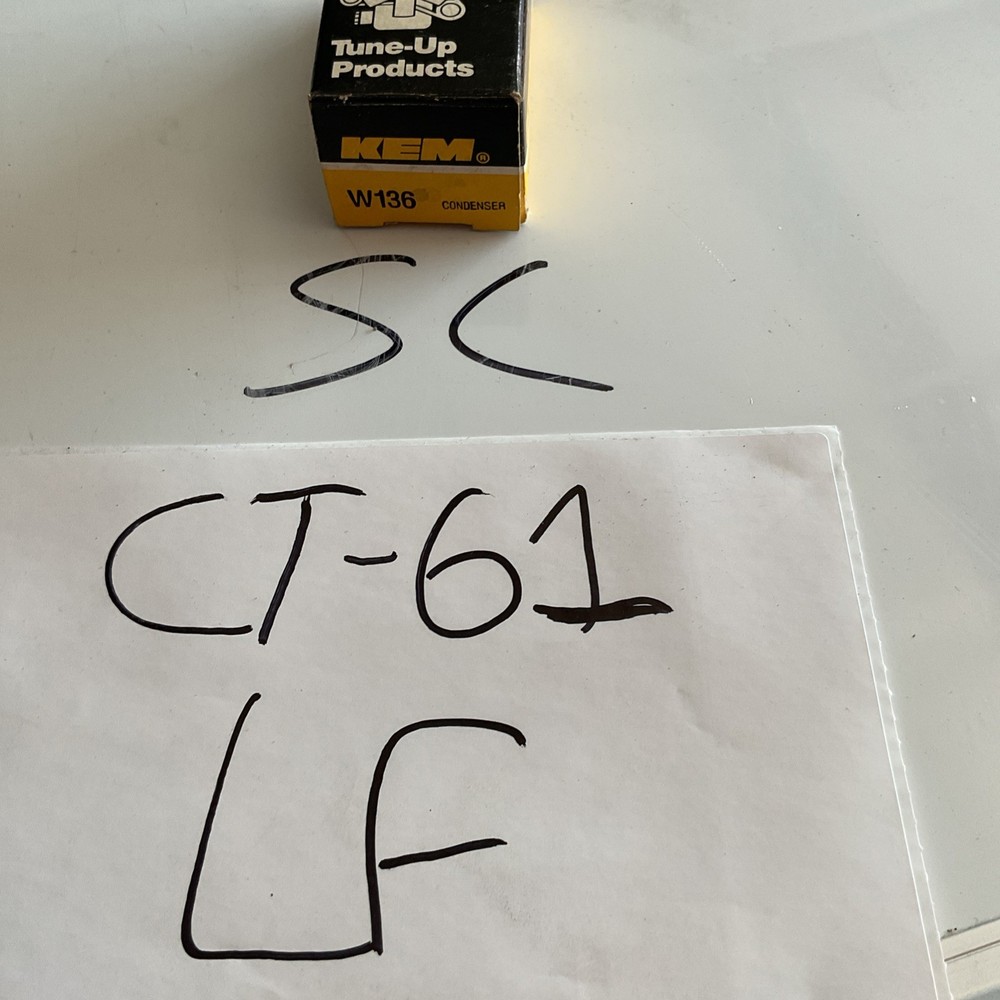 Tune-Up
Products
KEM®
W136 CONDENSER
SC
CT-61
LF